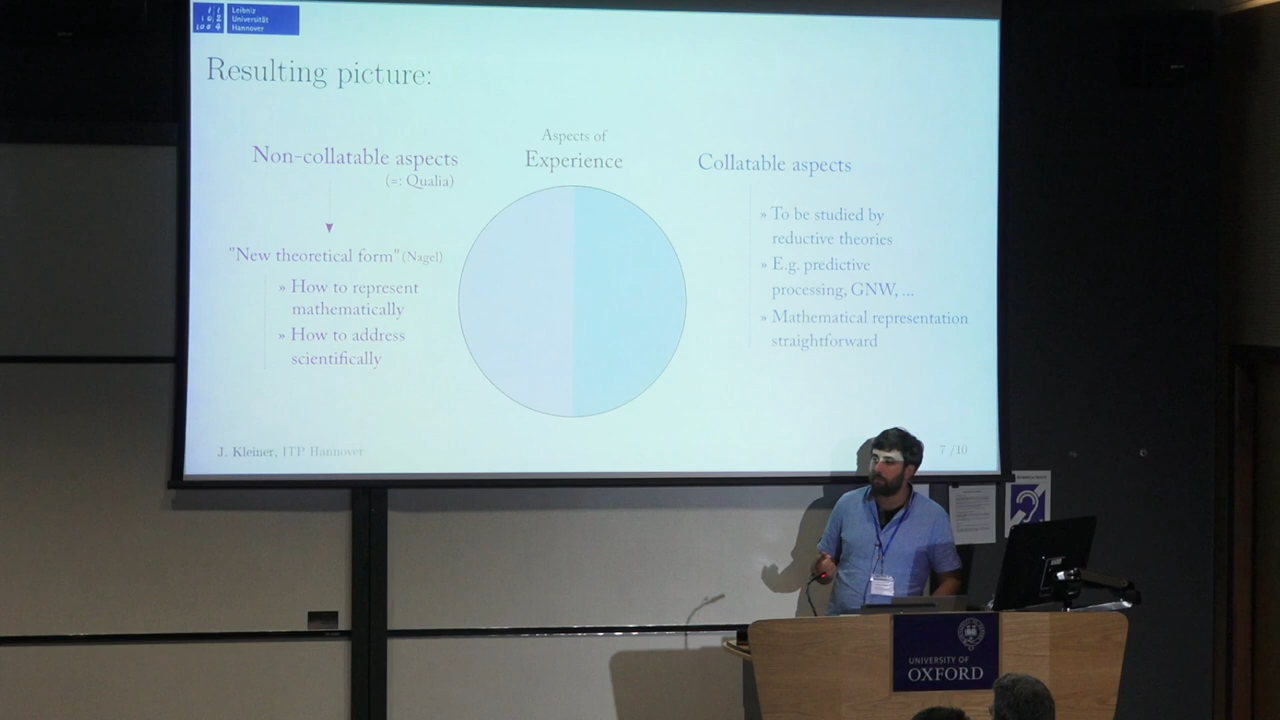 Leibniz
Universität
Hannover
Resulting picture:
Non-collatable aspects
(=: Qualia)
"New theoretical form" (Nagel)
» How to represent
mathematically
» How to address
scientifically
Aspects of
Experience
Collatable aspects
» To be studied by
reductive theories
» E.g. predictive
processing, GNW, ...
» Mathematical representation
straightforward
J. Kleiner, ITP Hannover
7 /10
UNIVERSITY OF
OXFORD